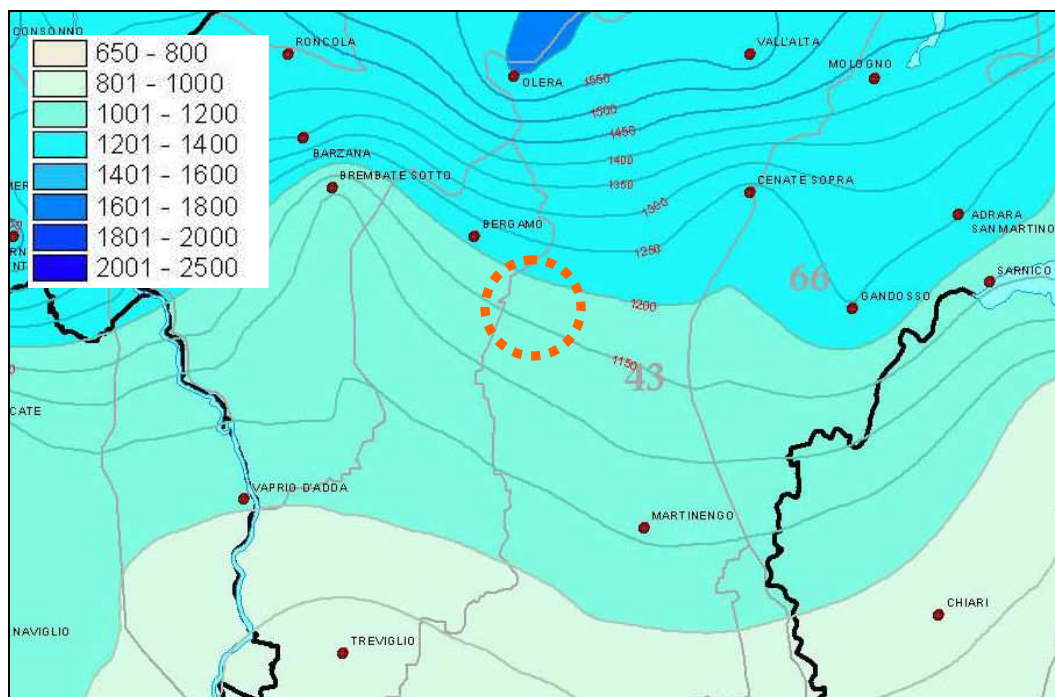 CONSONNO
650 - 800
801 - 1000
1001 - 1200
1201 - 1400
1401 - 1600
1601 - 1800
1801 - 2000
2001 - 2500
RONCOLA
OLERA
VALL'ALTA
MOLOGNO
1550
1500
1450
1400
1350
1300
1250
1200
1150
BARZANA
BREMBATE SOTTO
BERGAMO
CENATE SOPRA
ADRARA
SAN MARTINO
SARNICO
GANDOSSO
66
43
CATE
VAPRIO D'ADDA
MARTINENGO
CHIARI
NAVIGLIO
TREVIGLIO